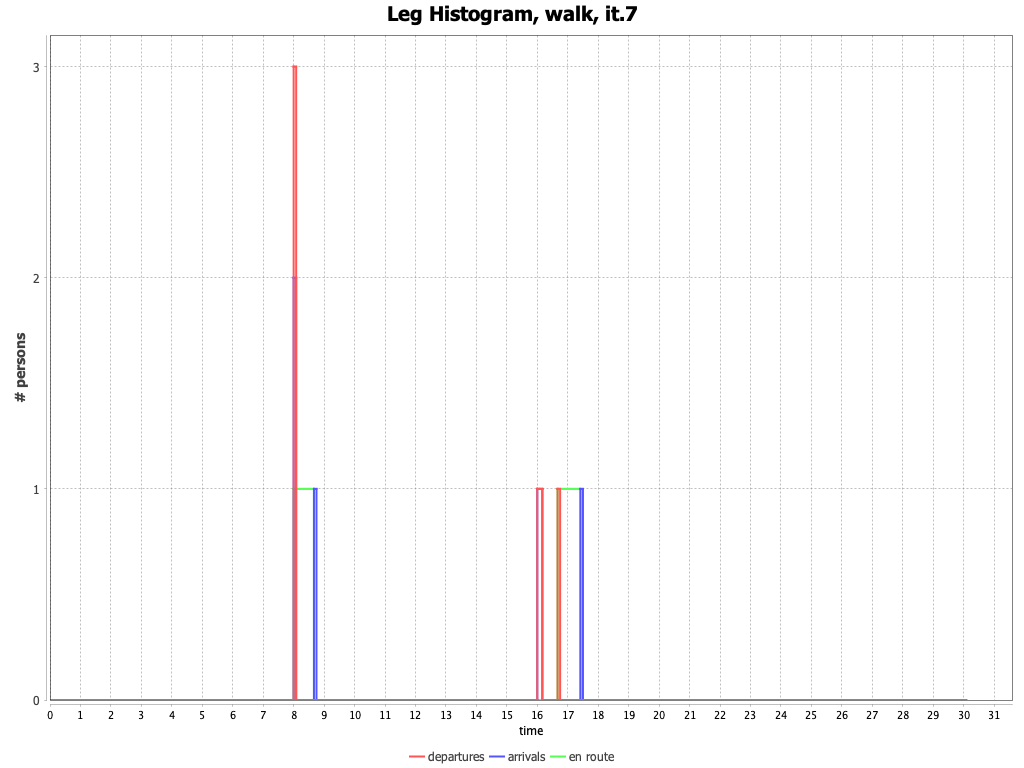 Leg Histogram, walk, it.7
# persons
3
2
1
0
0 1 2 3 4 5 6 7 8 9 10 11 12 13 14 15 16 17 18 19 20 21 22 23 24 25 26 27 28 29 30 31
time
departures arrivals en route